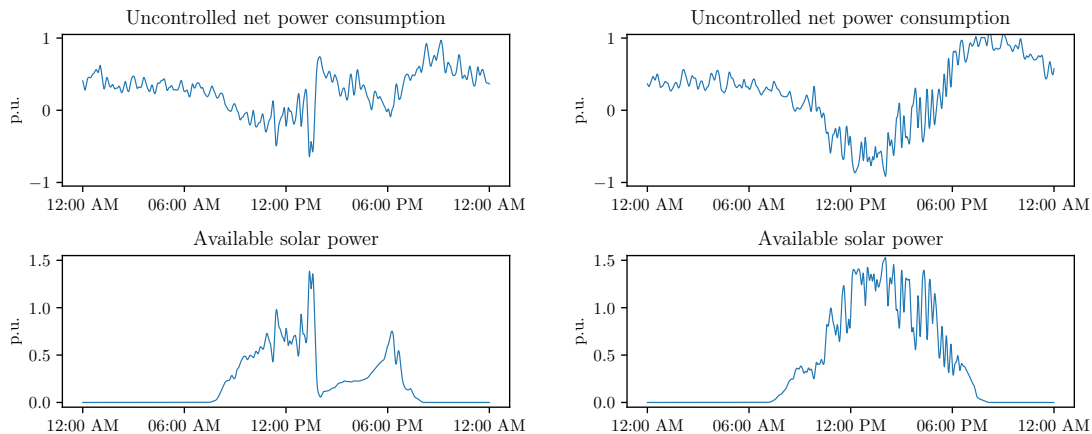 Uncontrolled net power consumption
1
0
−1
p.u.
12:00 AM 06:00 AM 12:00 PM 06:00 PM 12:00 AM
Uncontrolled net power consumption
1
0
−1
p.u.
12:00 AM 06:00 AM 12:00 PM 06:00 PM 12:00 AM
Available solar power
1.5
1.0
0.5
0.0
p.u.
12:00 AM 06:00 AM 12:00 PM 06:00 PM 12:00 AM
Available solar power
1.5
1.0
0.5
0.0
p.u.
12:00 AM 06:00 AM 12:00 PM 06:00 PM 12:00 AM